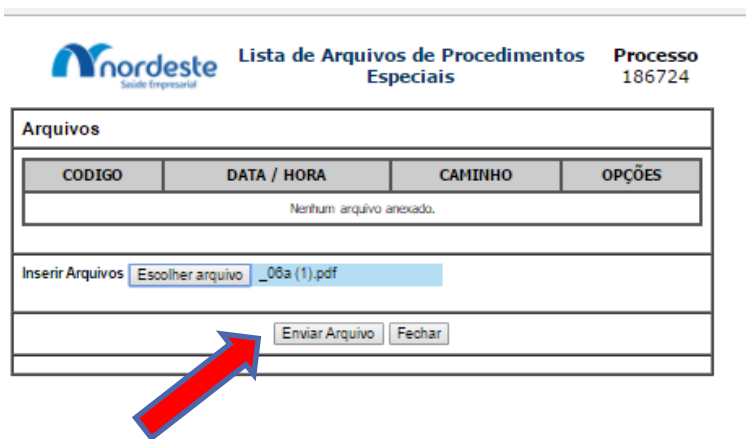 nordeste
Saúde Empresarial
Lista de Arquivos de Procedimentos
Especiais
Processo
186724
Arquivos
CODIGO DATA / HORA CAMINHO OPÇÕES
Nenhum arquivo anexado.
Inserir Arquivos Escolher arquivo _06a (1).pdf
Enviar Arquivo Fechar